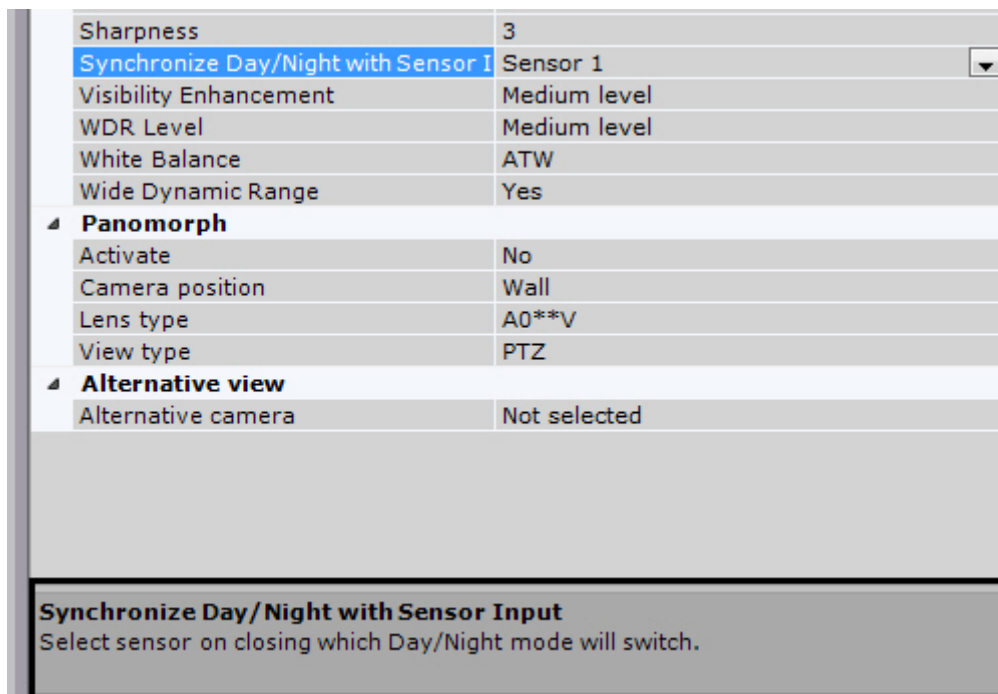 Sharpness 3
Synchronize Day/Night with Sensor I Sensor 1
Visibility Enhancement Medium level
WDR Level Medium level
White Balance ATW
Wide Dynamic Range Yes
Panomorph
Activate No
Camera position Wall
Lens type A0**V
View type PTZ
Alternative view
Alternative camera Not selected
Synchronize Day/Night with Sensor Input
Select sensor on closing which Day/Night mode will switch.